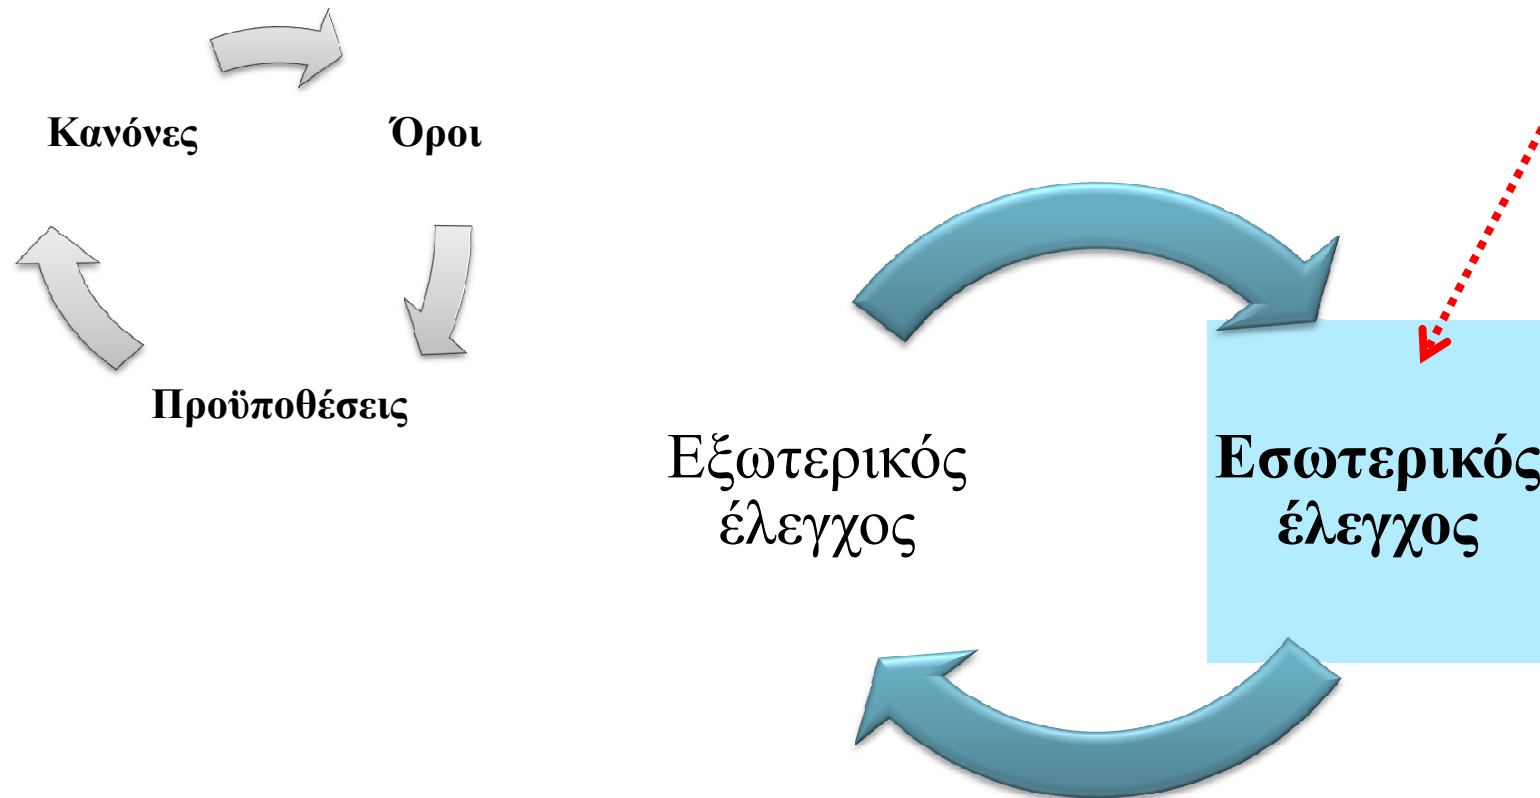 Κανόνες
Όροι
Προϋποθέσεις
Εξωτερικός
έλεγχος
Εσωτερικός
έλεγχος